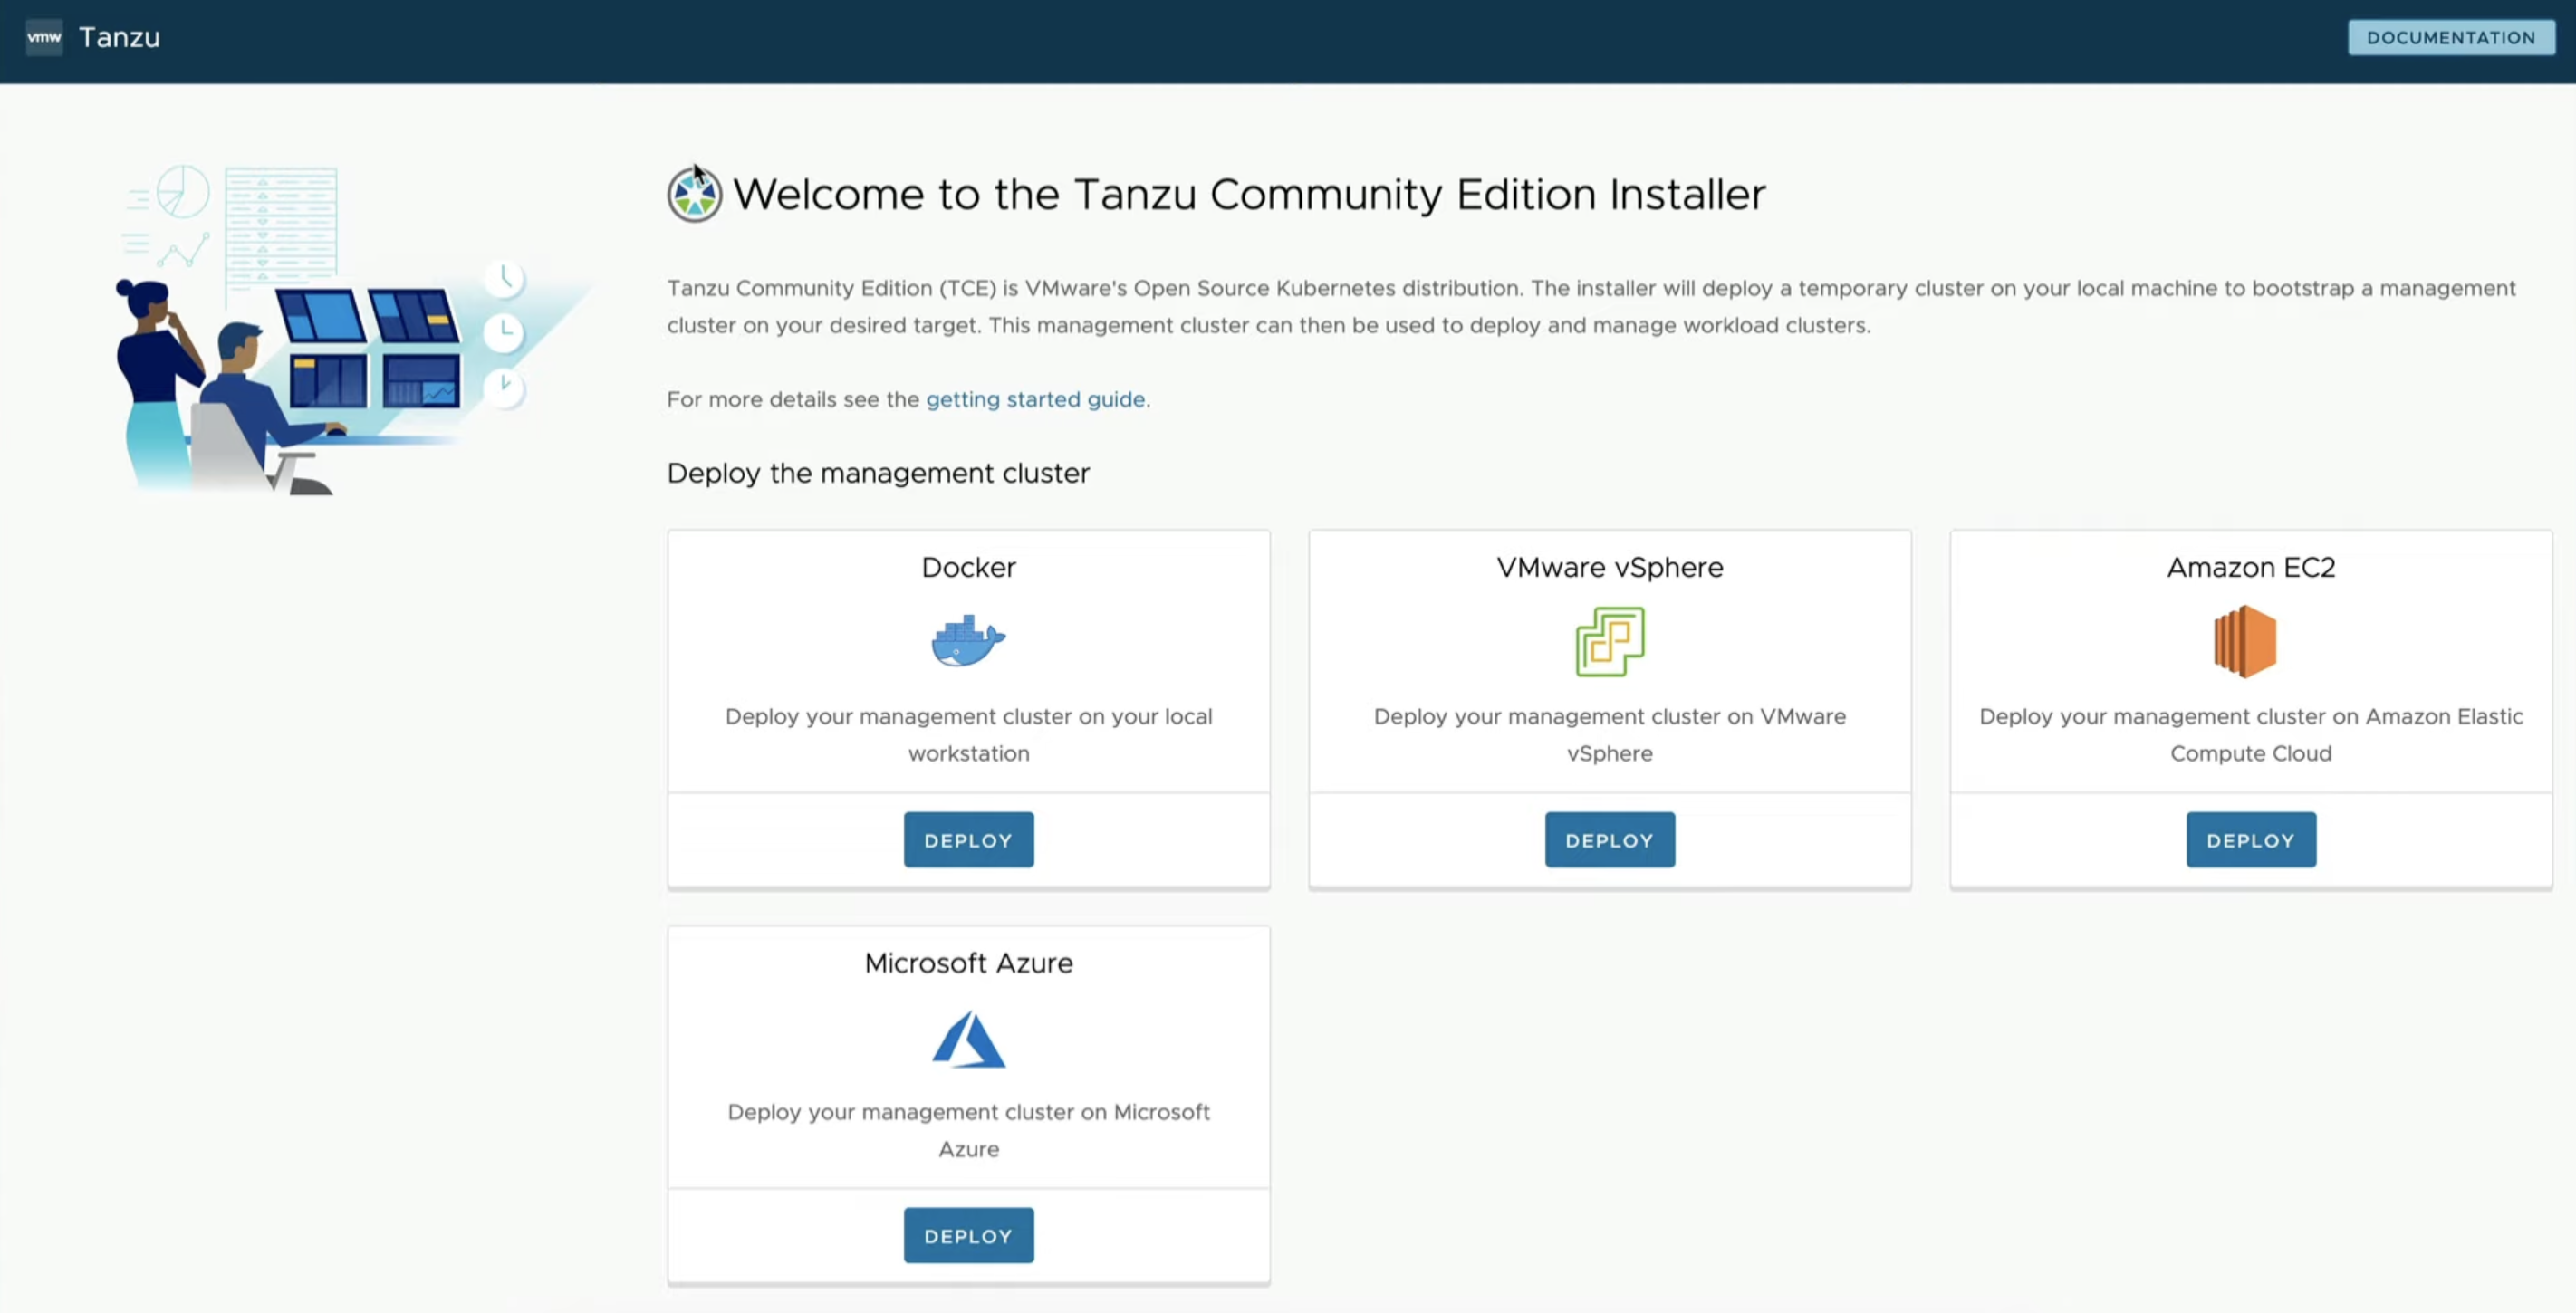 vmw Tanzu
DOCUMENTATION
Welcome to the Tanzu Community Edition Installer
Tanzu Community Edition (TCE) is VMware's Open Source Kubernetes distribution. The installer will deploy a temporary cluster on your local machine to bootstrap a management
cluster on your desired target. This management cluster can then be used to deploy and manage workload clusters.
For more details see the getting started guide.
Deploy the management cluster
Docker
Deploy your management cluster on your local
workstation
DEPLOY
VMware vSphere
Deploy your management cluster on VMware
vSphere
DEPLOY
Amazon EC2
Deploy your management cluster on Amazon Elastic
Compute Cloud
DEPLOY
Microsoft Azure
Deploy your management cluster on Microsoft
Azure
DEPLOY